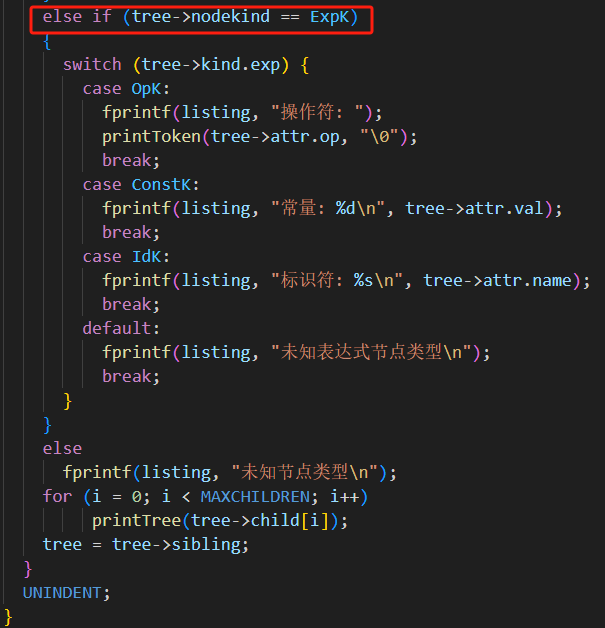 else if (tree->nodekind == ExpK)
{
switch (tree->kind.exp) {
case OpK:
fprintf(listing, "操作符: ");
printToken(tree->attr.op, "\0");
break;
case ConstK:
fprintf(listing, "常量: %d\n", tree->attr.val);
break;
case IdK:
fprintf(listing, "标识符: %s\n", tree->attr.name);
break;
default:
fprintf(listing, "未知表达式节点类型\n");
break;
}
}
else
fprintf(listing, "未知节点类型\n");
for (i = 0; i < MAXCHILDREN; i++)
printTree(tree->child[i]);
tree = tree->sibling;
}
UNINDENT;
}